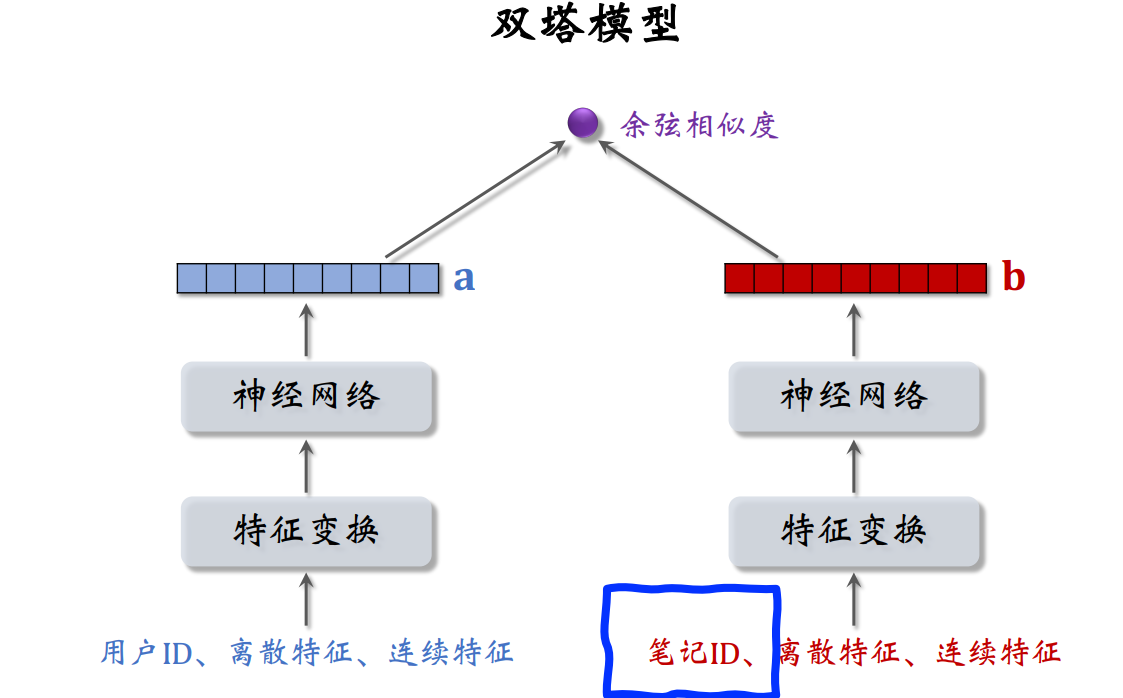 双塔模型
余弦相似度
a
b
神经网络
神经网络
特征变换
特征变换
用户ID、离散特征、连续特征
笔记ID、离散特征、连续特征